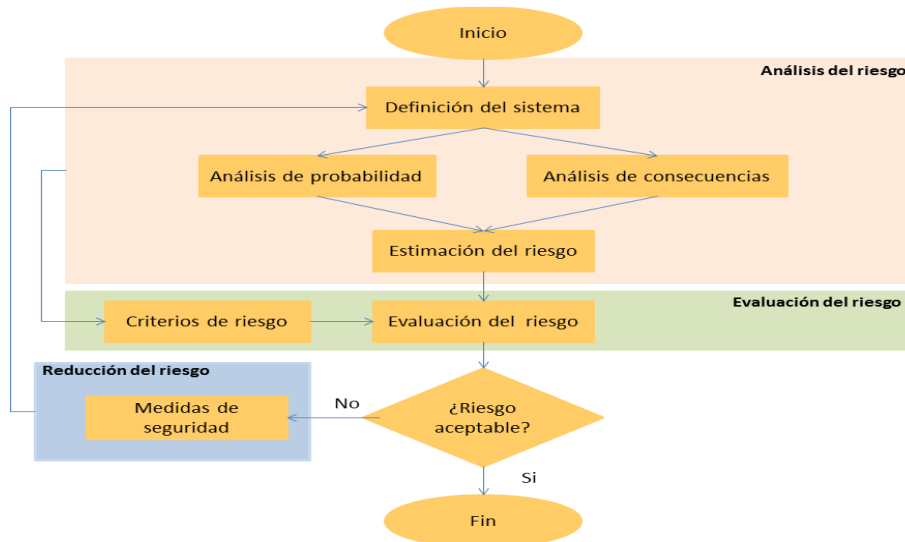 Inicio
Análisis del riesgo
Definición del sistema
Análisis de probabilidad
Análisis de consecuencias
Estimación del riesgo
Evaluación del riesgo
Criterios de riesgo
Evaluación del riesgo
Reducción del riesgo
Medidas de
seguridad
No
¿Riesgo
aceptable?
Si
Fin